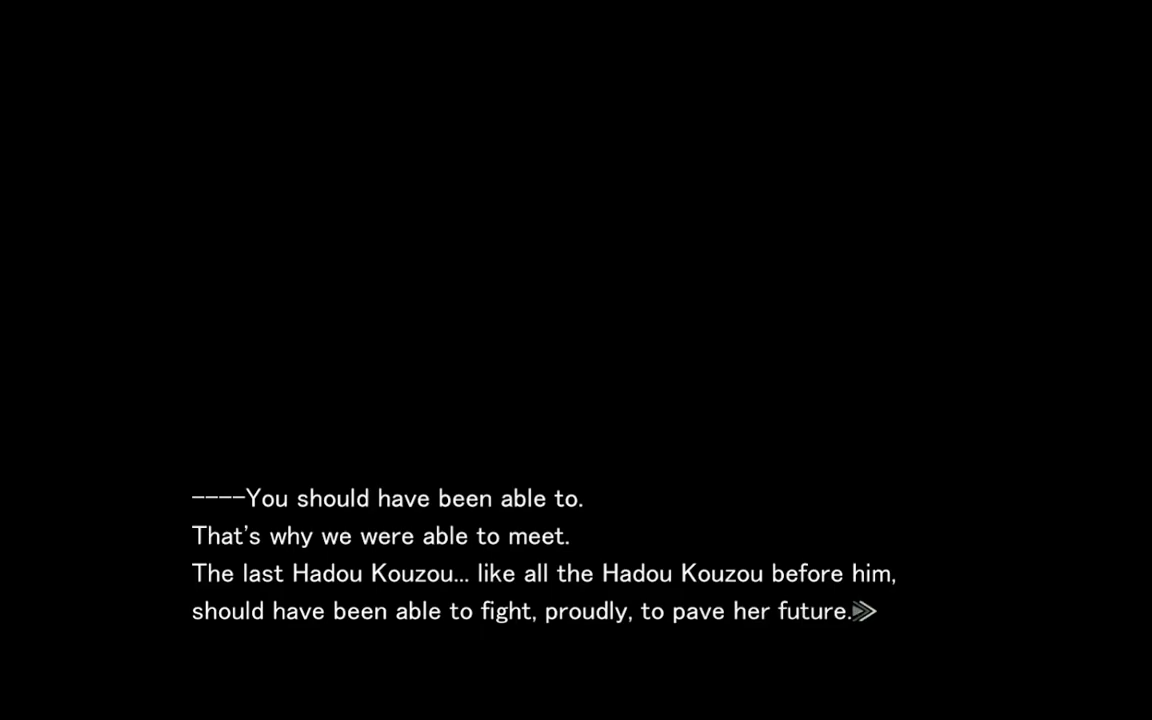 ----You should have been able to.
That's why we were able to meet.
The last Hadou Kouzou... like all the Hadou Kouzou before him,
should have been able to fight, proudly, to pave her future.